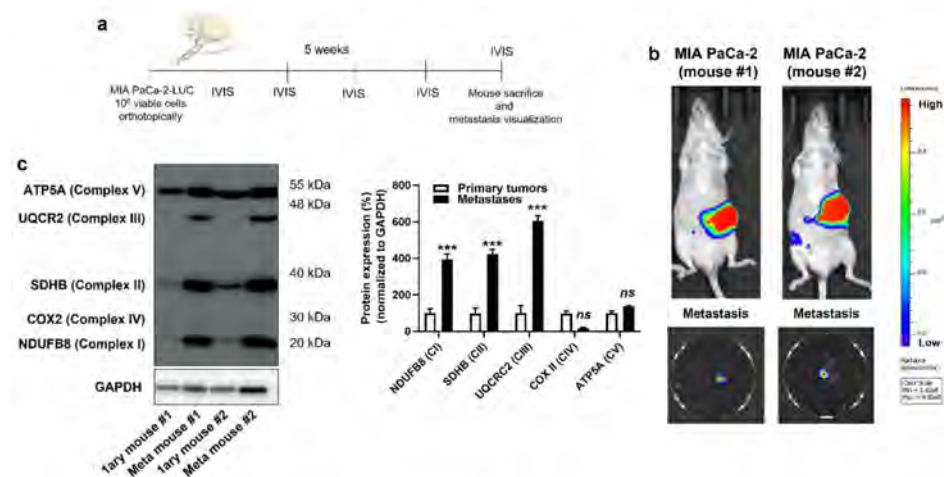 a
5 weeks
IVIS
MIA PaCa-2-LUC
10⁶ viable cells
orthotopically
IVIS
IVIS
IVIS
IVIS
Mouse sacrifice
and
metastasis visualization
b
MIA PaCa-2
(mouse #1)
MIA PaCa-2
(mouse #2)
High
Low
Metastasis
Metastasis
c
ATP5A (Complex V)
UQCR2 (Complex III)
SDHB (Complex II)
COX2 (Complex IV)
NDUFB8 (Complex I)
GAPDH
55 kDa
48 kDa
40 kDa
30 kDa
20 kDa
1ary mouse #1
Meta mouse #1
1ary mouse #2
Meta mouse #2
Protein expression (%)
(normalized to GAPDH)
800
600
400
200
0
Primary tumors
Metastases
***
***
***
ns
ns
NDUFB8 (CI)
SDHB (CII)
UQCRC2 (CIII)
COX II (CIV)
ATP5A (CV)